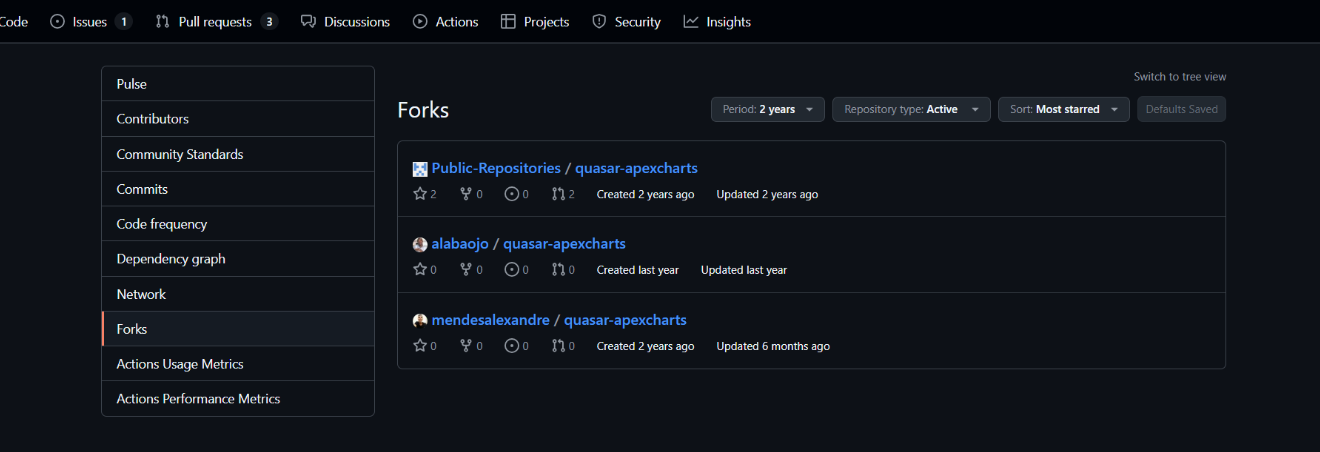 Code Issues 1 Pull requests 3 Discussions Actions Projects Security Insights
Pulse
Contributors
Community Standards
Commits
Code frequency
Dependency graph
Network
Forks
Actions Usage Metrics
Actions Performance Metrics
Switch to tree view
Forks Period: 2 years Repository type: Active Sort: Most starred Defaults Saved
Public-Repositories / quasar-apexcharts
2 0 0 2 Created 2 years ago Updated 2 years ago
alabaojo / quasar-apexcharts
0 0 0 0 Created last year Updated last year
mendesalexandre / quasar-apexcharts
0 0 0 0 Created 2 years ago Updated 6 months ago